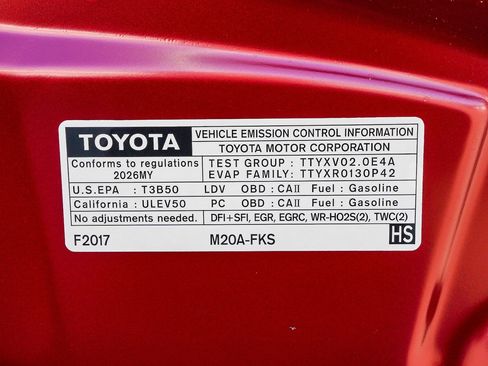 TOYOTA
VEHICLE EMISSION CONTROL INFORMATION
TOYOTA MOTOR CORPORATION
Conforms to regulations
2026MY
TEST GROUP : TTYXV02.0E4A
EVAP FAMILY: TTYXR0130P42
U.S.EPA : T3B50 LDV OBD : CAII Fuel : Gasoline
California : ULEV50 PC OBD : CAII Fuel : Gasoline
No adjustments needed. DFI+SFI, EGR, EGRC, WR-HO2S(2), TWC(2)
F2017 M20A-FKS HS